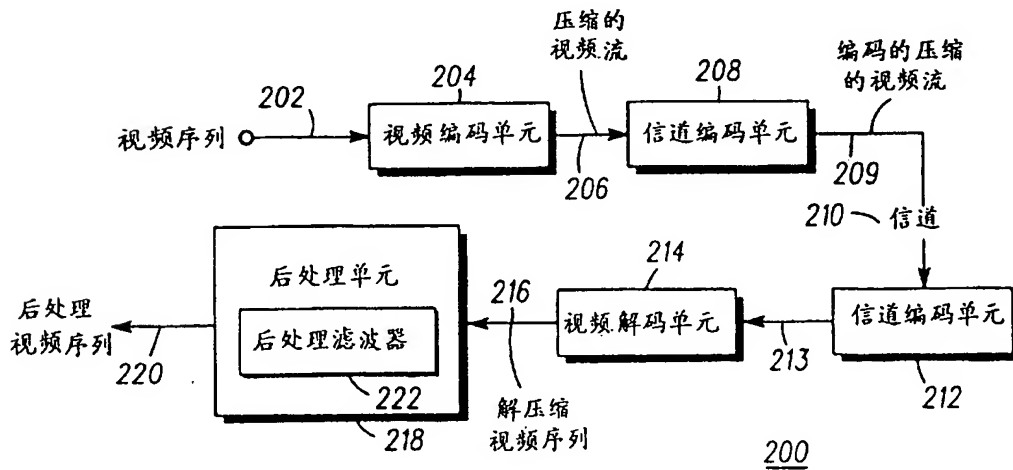 压缩的
视频流
编码的压缩
的视频流
204
208
202
视频序列
视频编码单元
信道编码单元
206
209
210
信道
后处理单元
214
216
后处理
视频序列
后处理滤波器
视频解码单元
信道编码单元
220
222
213
212
218
解压缩
视频序列
200